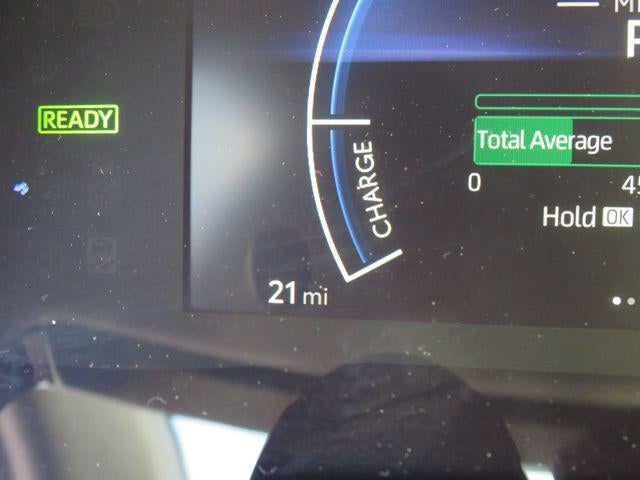 READY
CHARGE
Total Average
0
Hold OK
21 mi